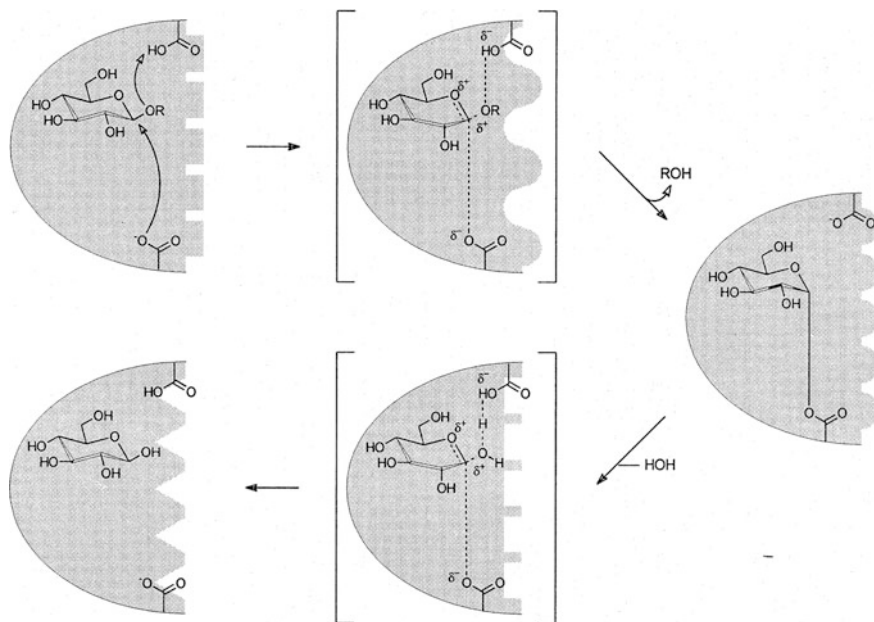 HO O
OH
HO O OR
HO OH
⁻O O
δ⁻
HO O
OH
O δ⁺
HO OR
HO δ⁺
OH
δ⁻ O O
ROH
⁻O O
OH
HO O
HO OH
O O
HOH
δ⁻
HO O
OH H
O δ⁺
HO O H
HO δ⁺
OH
δ⁻ O O
HO O
OH
HO O
HO OH OH
⁻O O